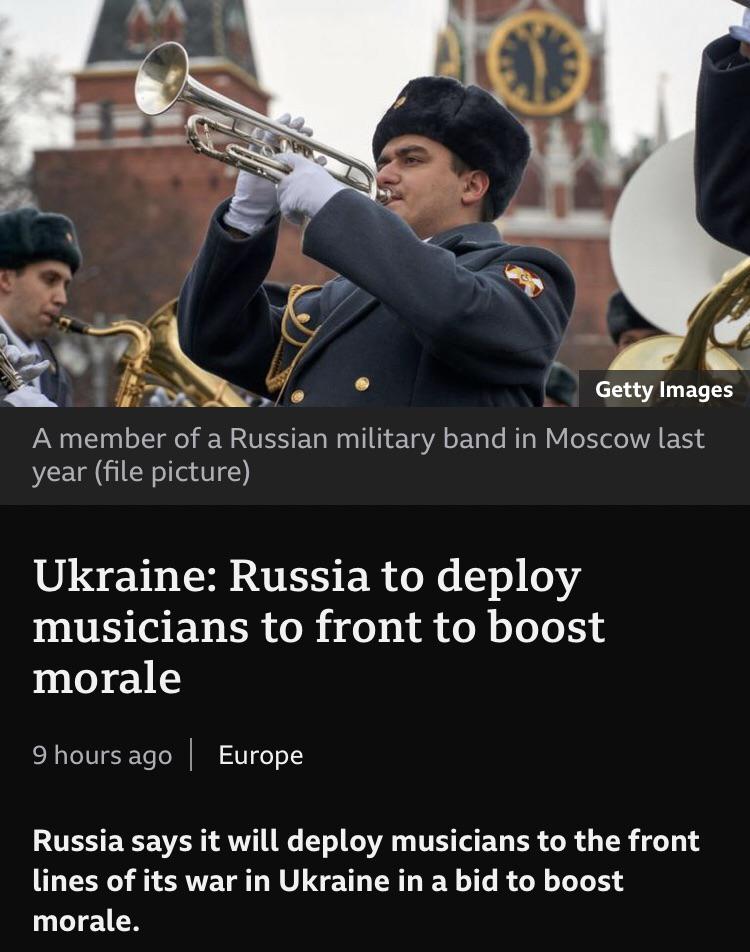 Getty Images
A member of a Russian military band in Moscow last
year (file picture)
Ukraine: Russia to deploy
musicians to front to boost
morale
9 hours ago | Europe
Russia says it will deploy musicians to the front
lines of its war in Ukraine in a bid to boost
morale.